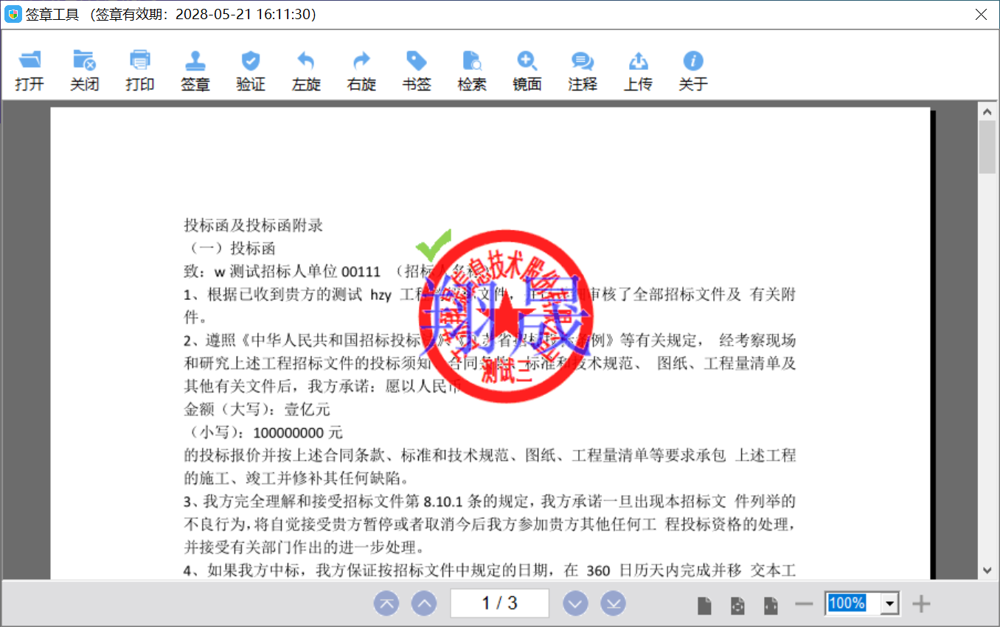 签章工具 （签章有效期：2028-05-21 16:11:30）
打开 关闭 打印 签章 验证 左旋 右旋 书签 检索 镜面 注释 上传 关于
投标函及投标函附录
（一）投标函
致：w 测试招标人单位 00111 （招标人名称）
1、根据已收到贵方的测试 hzy 工程 文件， 审核了全部招标文件及 有关附
件。
2、遵照《中华人民共和国招标投标法》、《江苏省招标投标条例》等有关规定， 经考察现场
和研究上述工程招标文件的投标须知、合同条款、标准和技术规范、 图纸、工程量清单及
其他有关文件后，我方承诺：愿以人民币
金额（大写）：壹亿元
（小写）：100000000 元
的投标报价并按上述合同条款、标准和技术规范、图纸、工程量清单等要求承包 上述工程
的施工、竣工并修补其任何缺陷。
3、我方完全理解和接受招标文件第 8.10.1 条的规定，我方承诺一旦出现本招标文 件列举的
不良行为，将自觉接受贵方暂停或者取消今后我方参加贵方其他任何工 程投标资格的处理，
并接受有关部门作出的进一步处理。
4、如果我方中标，我方保证按招标文件中规定的日期，在 360 日历天内完成并移 交本工
信息技术股份有限公司
翔晟
测试三
1 / 3
100%